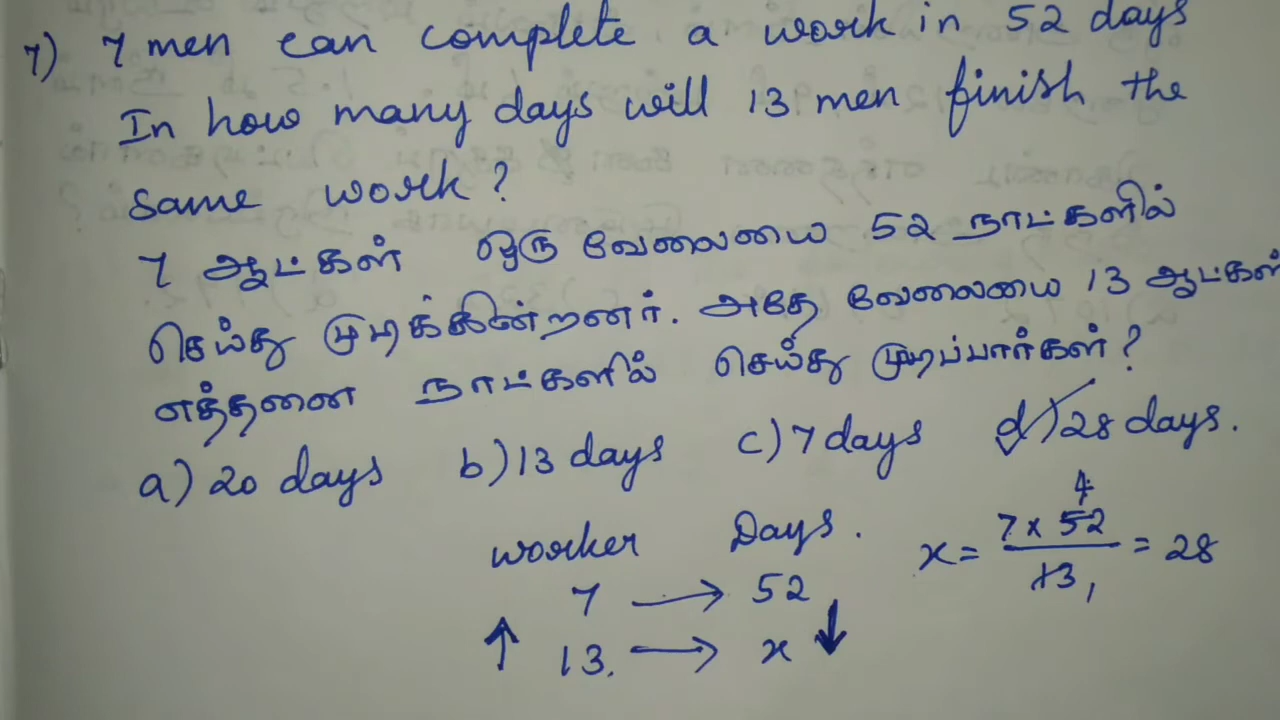 7) 7 men can complete a work in 52 days
In how many days will 13 men finish the
same work?
7 ஆட்கள் ஒரு வேலையை 52 நாட்களில்
செய்து முடிக்கின்றனர். அதே வேலையை 13 ஆட்கள்
எத்தனை நாட்களில் செய்து முடிப்பார்கள்?
a) 20 days b) 13 days c) 7 days d) 28 days.
worker Days.
7 → 52
↑ 13. → x ↓
4
x = 7 x 52 / 13 1 = 28